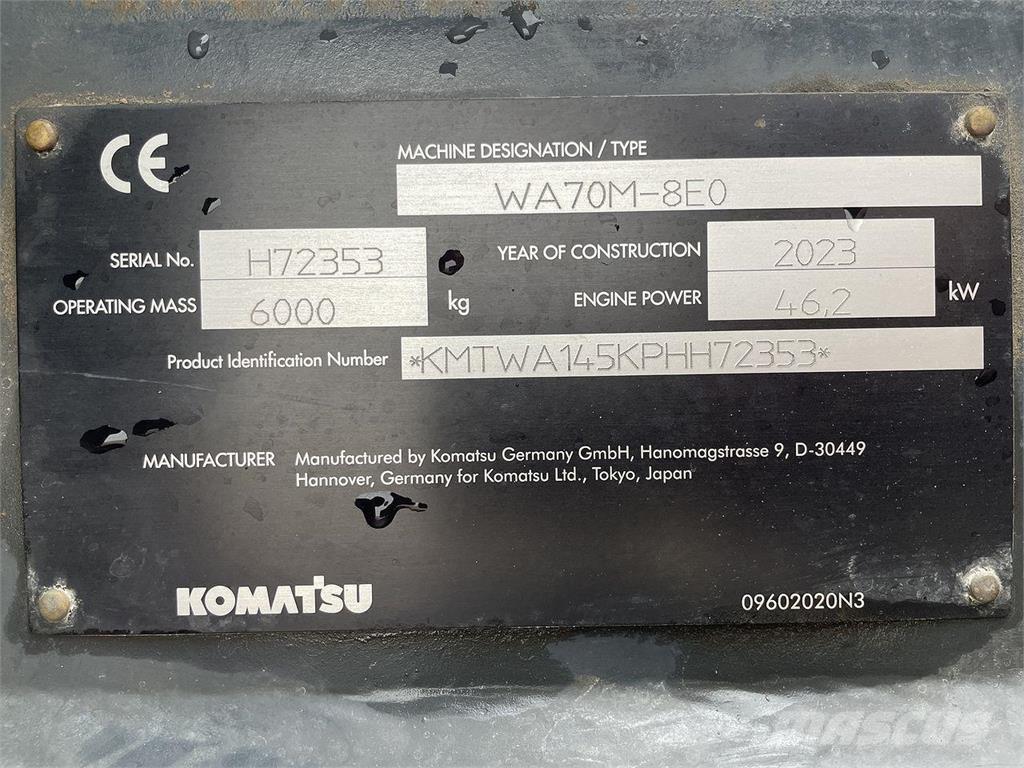 CE
MACHINE DESIGNATION / TYPE
WA70M-8E0
SERIAL No. H72353
YEAR OF CONSTRUCTION 2023
OPERATING MASS 6000 kg
ENGINE POWER 46,2 kW
Product Identification Number *KMTWA145KPHH72353*
MANUFACTURER Manufactured by Komatsu Germany GmbH, Hanomagstrasse 9, D-30449
Hannover, Germany for Komatsu Ltd., Tokyo, Japan
KOMATSU
09602020N3
MASCUS